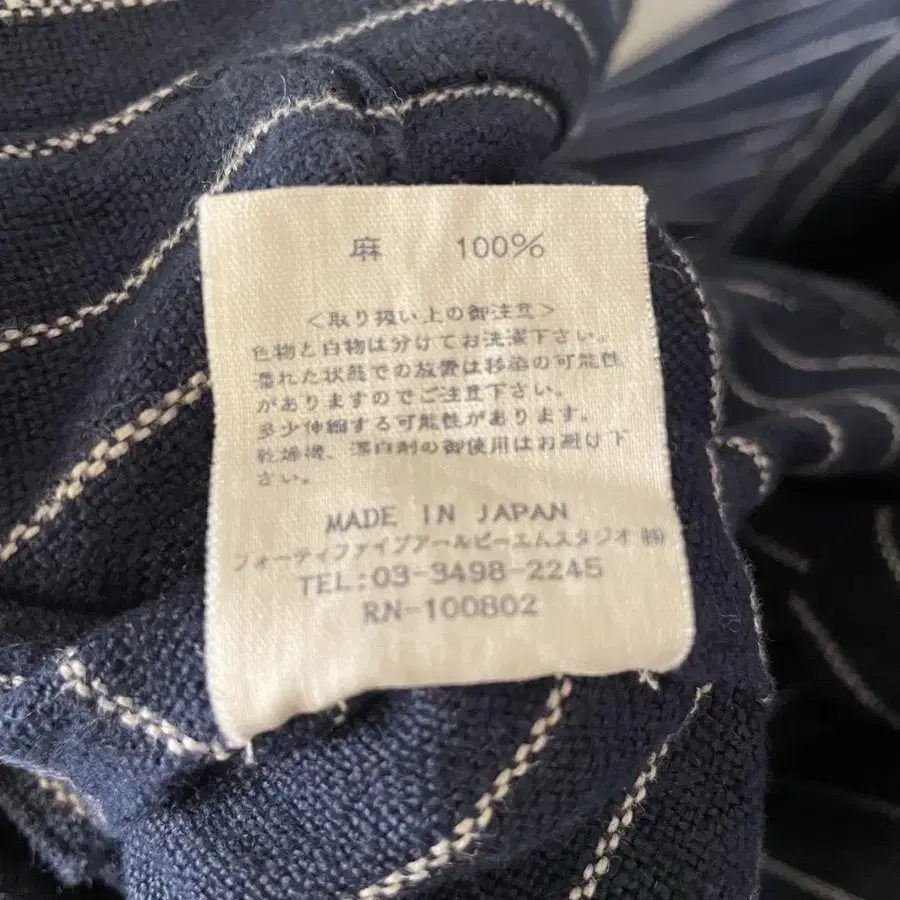 麻 100%
<取り扱い上の御注意>
色物と白物は分けてお洗濯下さい。
濡れた状態での放置は移染の可能性
がありますのでご注意下さい。
多少伸縮する可能性があります。
乾燥機、漂白剤の御使用はお避け下
さい。
MADE IN JAPAN
フォーティファイブアールピーエムスタジオ㈱
TEL:03-3498-2245
RN-100802